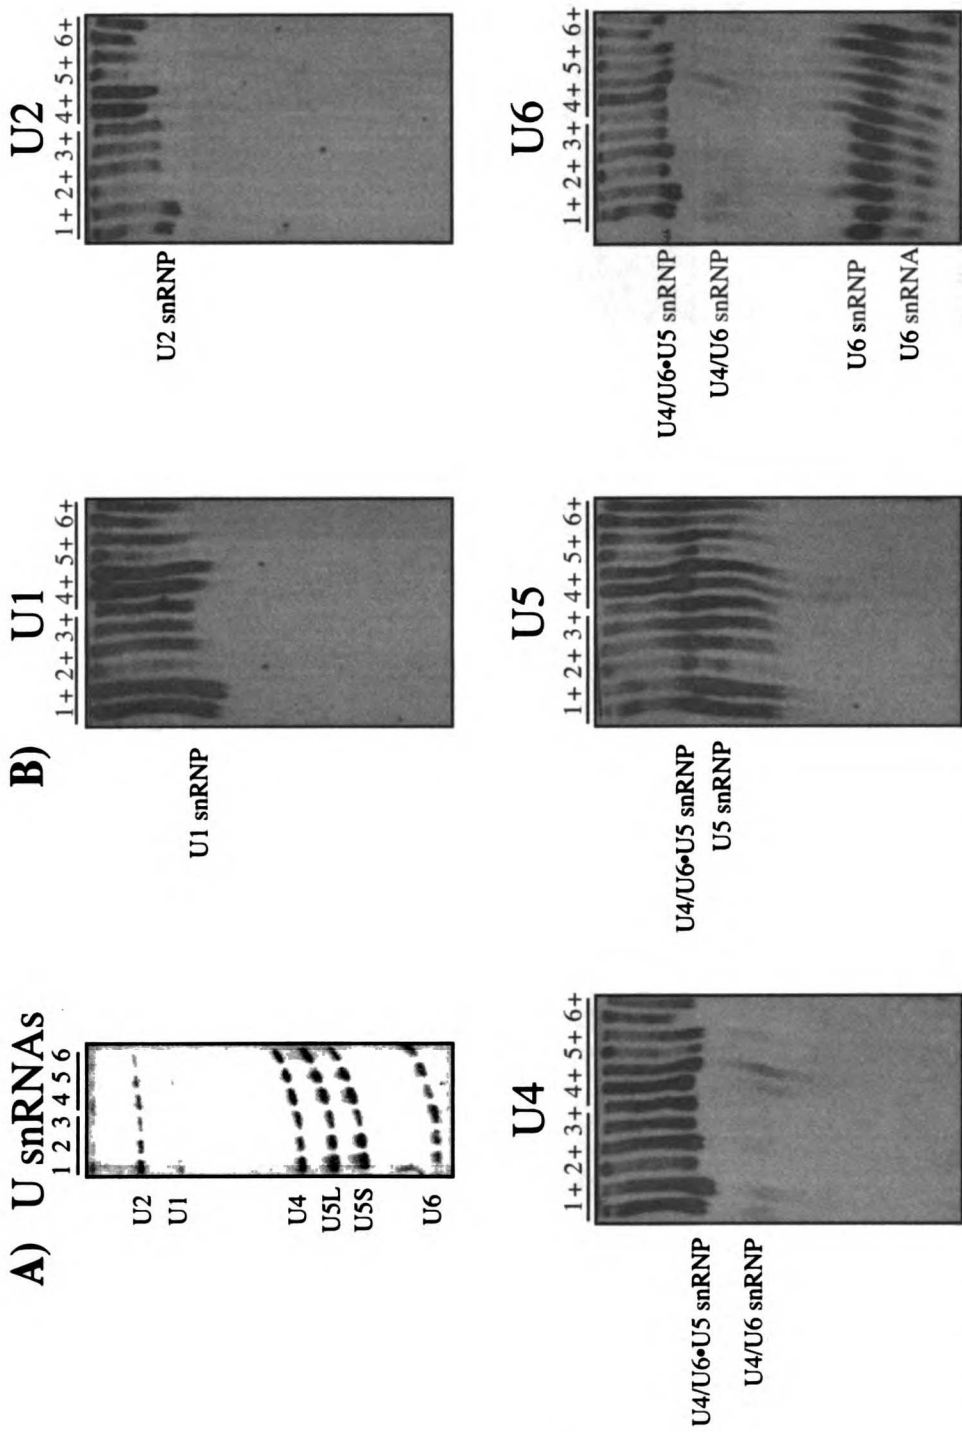 A) U snRNAs
1 2 3 4 5 6
U2
U1
U4
U5L
U5S
U6
B)
U1
1+ 2+ 3+ 4+ 5+ 6+
U1 snRNP
U2
1+ 2+ 3+ 4+ 5+ 6+
U2 snRNP
U4
1+ 2+ 3+ 4+ 5+ 6+
U4/U6•U5 snRNP
U4/U6 snRNP
U5
1+ 2+ 3+ 4+ 5+ 6+
U4/U6•U5 snRNP
U5 snRNP
U6
1+ 2+ 3+ 4+ 5+ 6+
U4/U6•U5 snRNP
U4/U6 snRNP
U6 snRNP
U6 snRNA